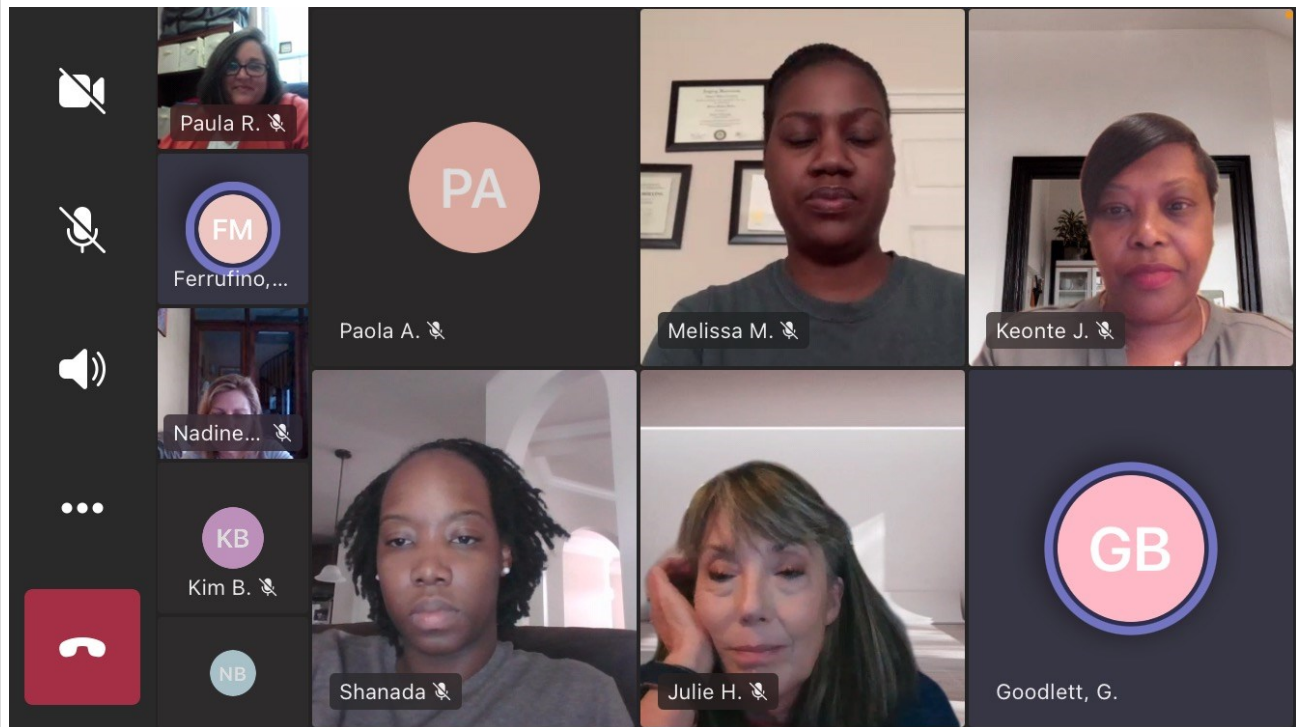 Paula R.
FM
Ferrufino,...
Nadine...
KB
Kim B.
NB
PA
Paola A.
Melissa M.
Keonte J.
Shanada
Julie H.
GB
Goodlett, G.